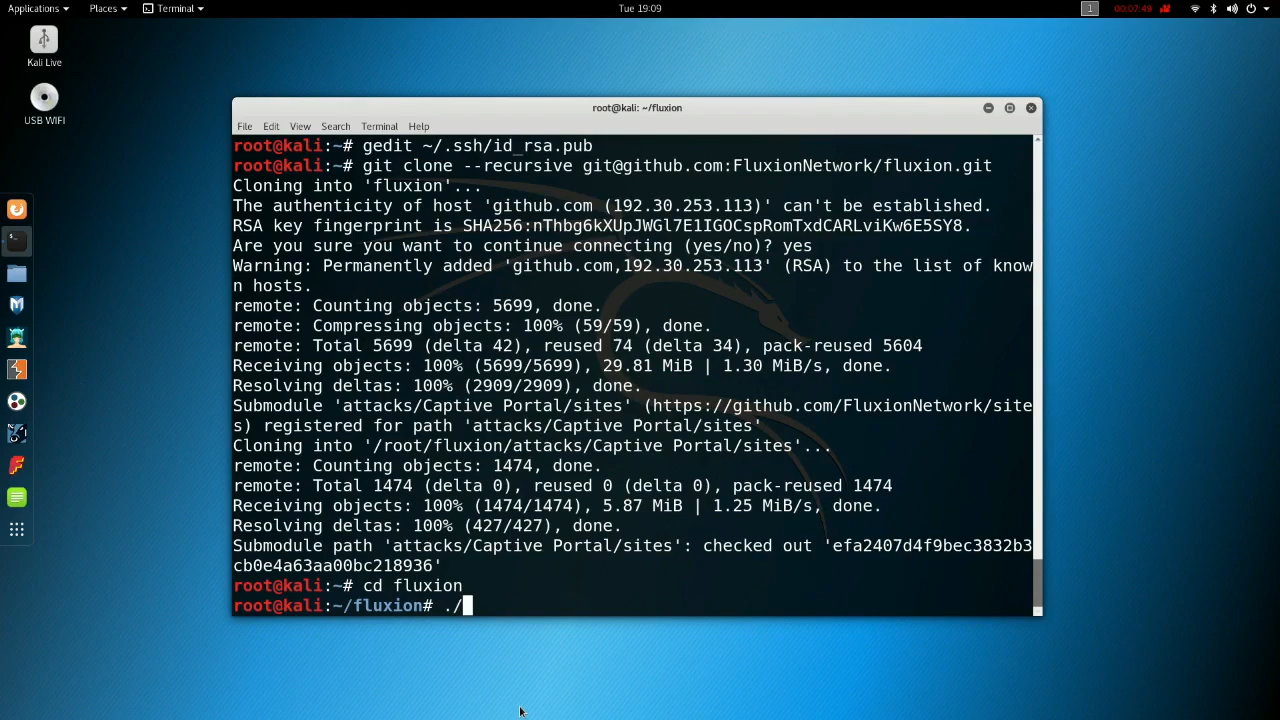 Applications Places Terminal Tue 19:09 1 00:07:49
Kali Live
USB WIFI
root@kali: ~/fluxion
File Edit View Search Terminal Help
root@kali:~# gedit ~/.ssh/id_rsa.pub
root@kali:~# git clone --recursive git@github.com:FluxionNetwork/fluxion.git
Cloning into 'fluxion'...
The authenticity of host 'github.com (192.30.253.113)' can't be established.
RSA key fingerprint is SHA256:nThbg6kXUpJWGl7E1IGOCspRomTxdCARLviKw6E5SY8.
Are you sure you want to continue connecting (yes/no)? yes
Warning: Permanently added 'github.com,192.30.253.113' (RSA) to the list of know
n hosts.
remote: Counting objects: 5699, done.
remote: Compressing objects: 100% (59/59), done.
remote: Total 5699 (delta 42), reused 74 (delta 34), pack-reused 5604
Receiving objects: 100% (5699/5699), 29.81 MiB | 1.30 MiB/s, done.
Resolving deltas: 100% (2909/2909), done.
Submodule 'attacks/Captive Portal/sites' (https://github.com/FluxionNetwork/site
s) registered for path 'attacks/Captive Portal/sites'
Cloning into '/root/fluxion/attacks/Captive Portal/sites'...
remote: Counting objects: 1474, done.
remote: Total 1474 (delta 0), reused 0 (delta 0), pack-reused 1474
Receiving objects: 100% (1474/1474), 5.87 MiB | 1.25 MiB/s, done.
Resolving deltas: 100% (427/427), done.
Submodule path 'attacks/Captive Portal/sites': checked out 'efa2407d4f9bec3832b3
cb0e4a63aa00bc218936'
root@kali:~# cd fluxion
root@kali:~/fluxion# ./